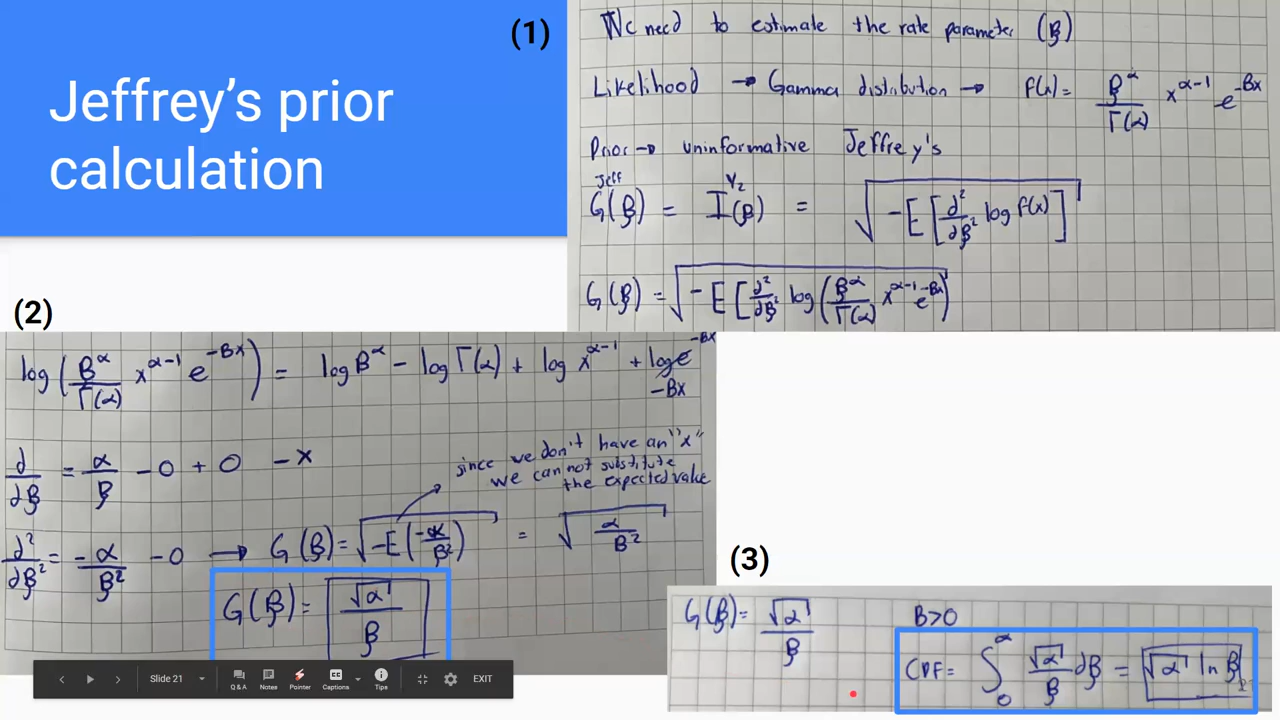 Jeffrey's prior
calculation
(1)
We need to estimate the rate parameter (β)
Likelihood → Gamma distribution → f(x) = β^α / Γ(α) x^(α-1) e^(-βx)
Prior → uninformative Jeffrey's
Jeff
G(β) = I^(1/2)(β) = √(-E[∂²/∂β² log f(x)])
G(β) = √(-E[∂²/∂β² log(β^α / Γ(α) x^(α-1) e^(-βx))
(2)
log(β^α / Γ(α) x^(α-1) e^(-βx)) = log β^α - log Γ(α) + log x^(α-1) + log e^(-βx)
-βx
∂/∂β = α/β - 0 + 0 - x
since we don't have an "x"
we can not substitute
the expected value
∂²/∂β² = -α/β² - 0 → G(β) = √(-E(-α/β²)) = √(α/β²)
G(β) = √α / β
(3)
G(β) = √α / β    β>0
CDF = ∫₀^∝ √α/β dβ = √α ln β
Slide 21
Q & A
Notes
Pointer
Captions
Tips
EXIT